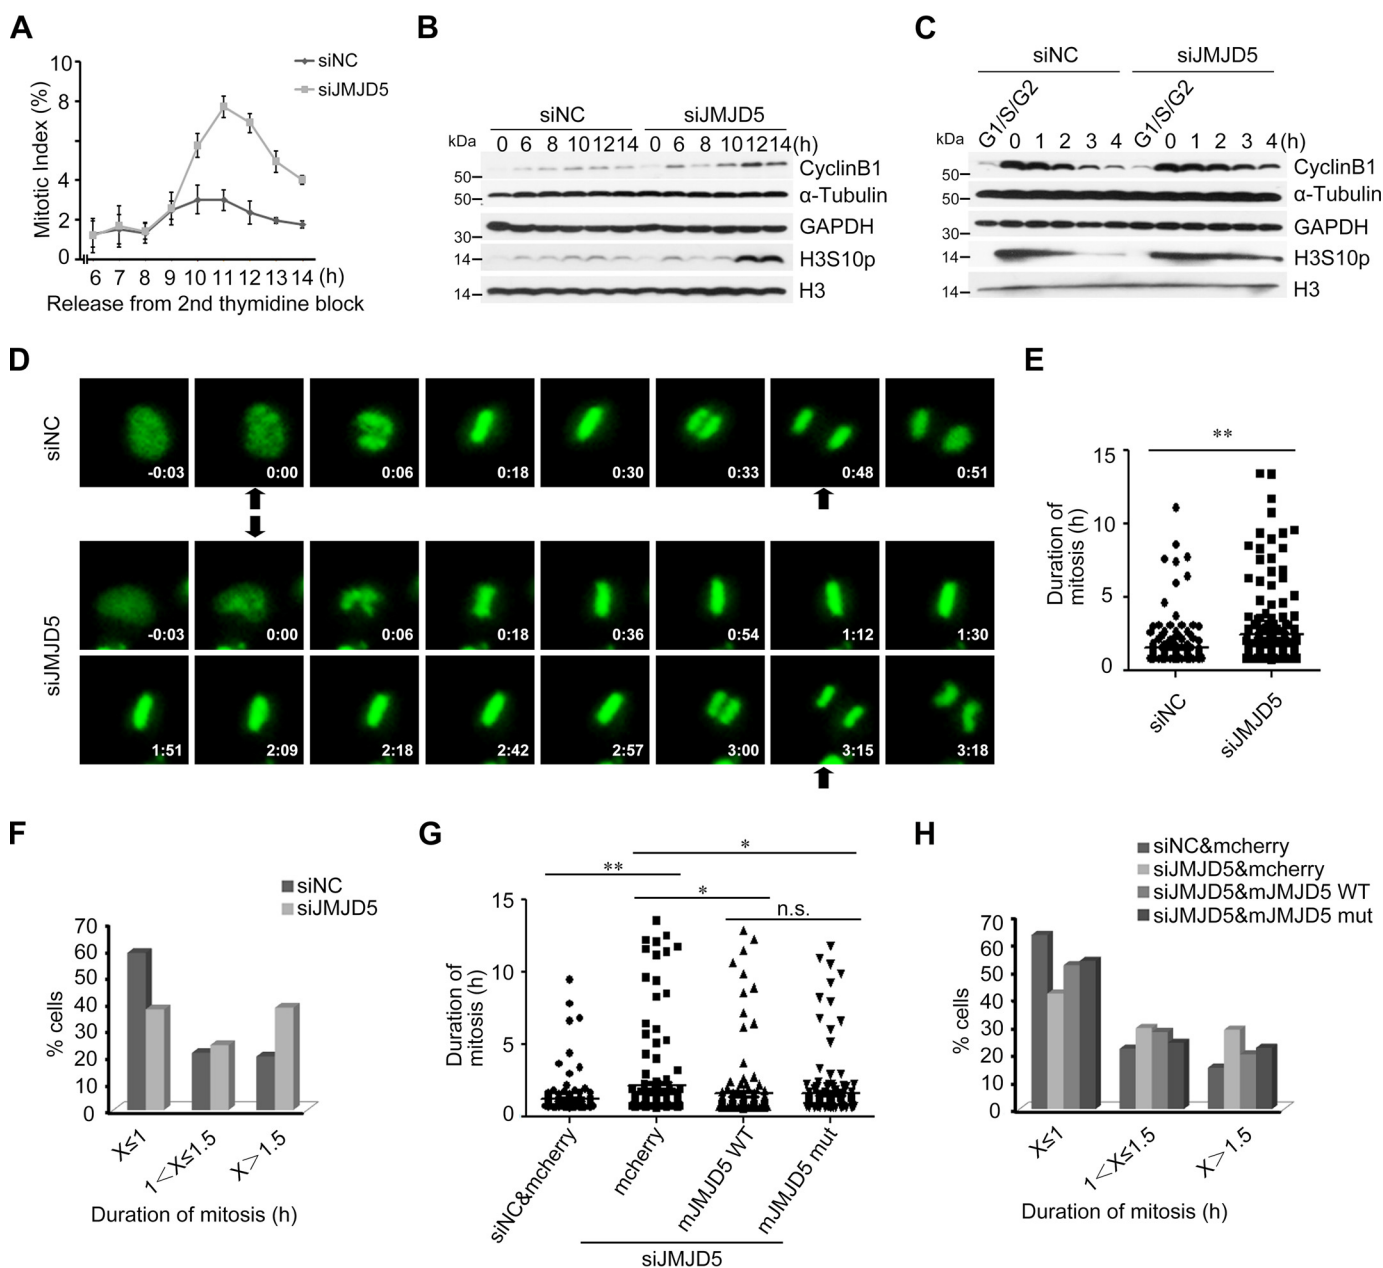 A
siNC
siJMJD5
Mitotic Index (%)
10
8
6
4
2
0
6 7 8 9 10 11 12 13 14 (h)
Release from 2nd thymidine block
B
siNC siJMJD5
kDa 0 6 8 10 12 14 0 6 8 10 12 14 (h)
50 CyclinB1
50 α-Tubulin
30 GAPDH
14 H3S10p
14 H3
C
siNC siJMJD5
kDa G1/S/G2 0 1 2 3 4 G1/S/G2 0 1 2 3 4 (h)
50 CyclinB1
50 α-Tubulin
30 GAPDH
14 H3S10p
14 H3
D
siNC
-0:03 0:00 0:06 0:18 0:30 0:33 0:48 0:51
siJMJD5
-0:03 0:00 0:06 0:18 0:36 0:54 1:12 1:30
1:51 2:09 2:18 2:42 2:57 3:00 3:15 3:18
E
**
Duration of
mitosis (h)
15
10
5
0
siNC siJMJD5
F
siNC
siJMJD5
% cells
70
60
50
40
30
20
10
0
X≤1 1<X≤1.5 X>1.5
Duration of mitosis (h)
G
*
**
*
n.s.
Duration of
mitosis (h)
15
10
5
0
siNC&mcherry mcherry mJMJD5 WT mJMJD5 mut
siJMJD5
H
siNC&mcherry
siJMJD5&mcherry
siJMJD5&mJMJD5 WT
siJMJD5&mJMJD5 mut
% cells
70
60
50
40
30
20
10
0
X≤1 1<X≤1.5 X>1.5
Duration of mitosis (h)